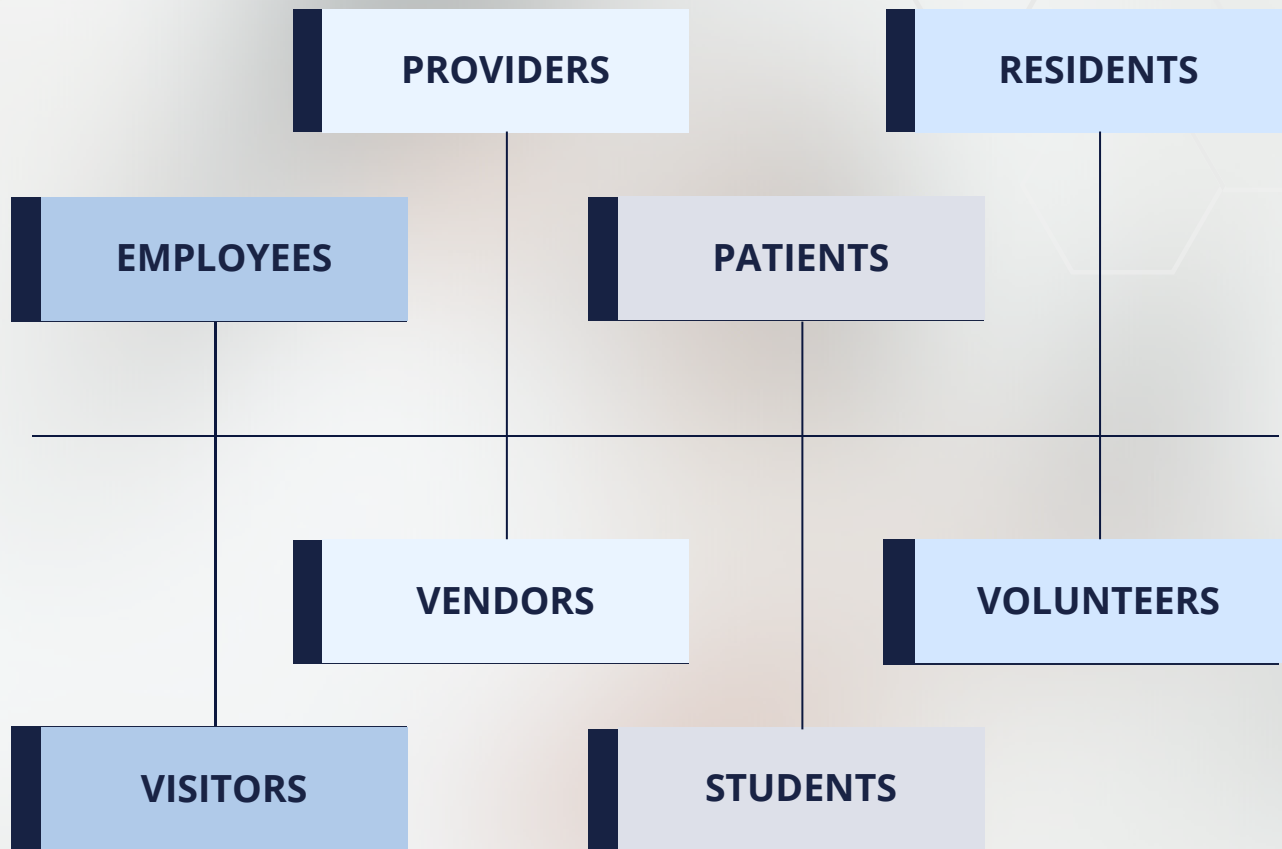 PROVIDERS
RESIDENTS
EMPLOYEES
PATIENTS
VENDORS
VOLUNTEERS
VISITORS
STUDENTS